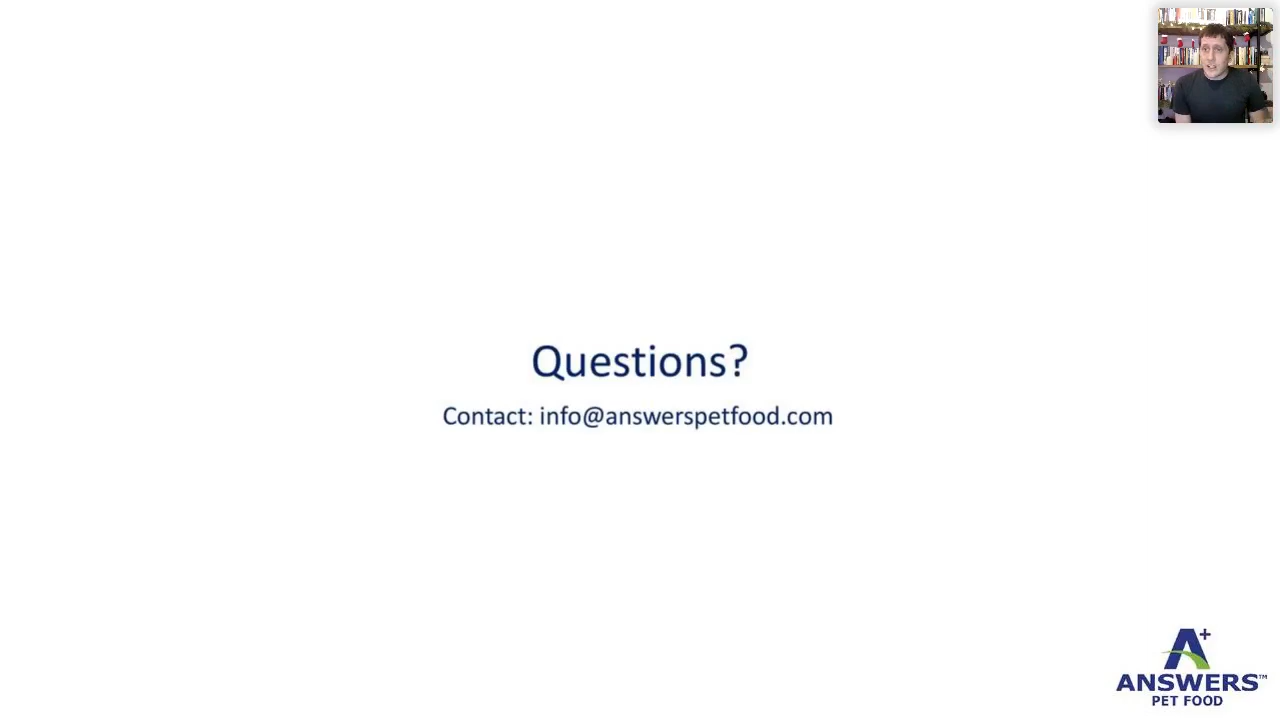 Questions?
Contact: info@answerspetfood.com
A+
ANSWERS™
PET FOOD